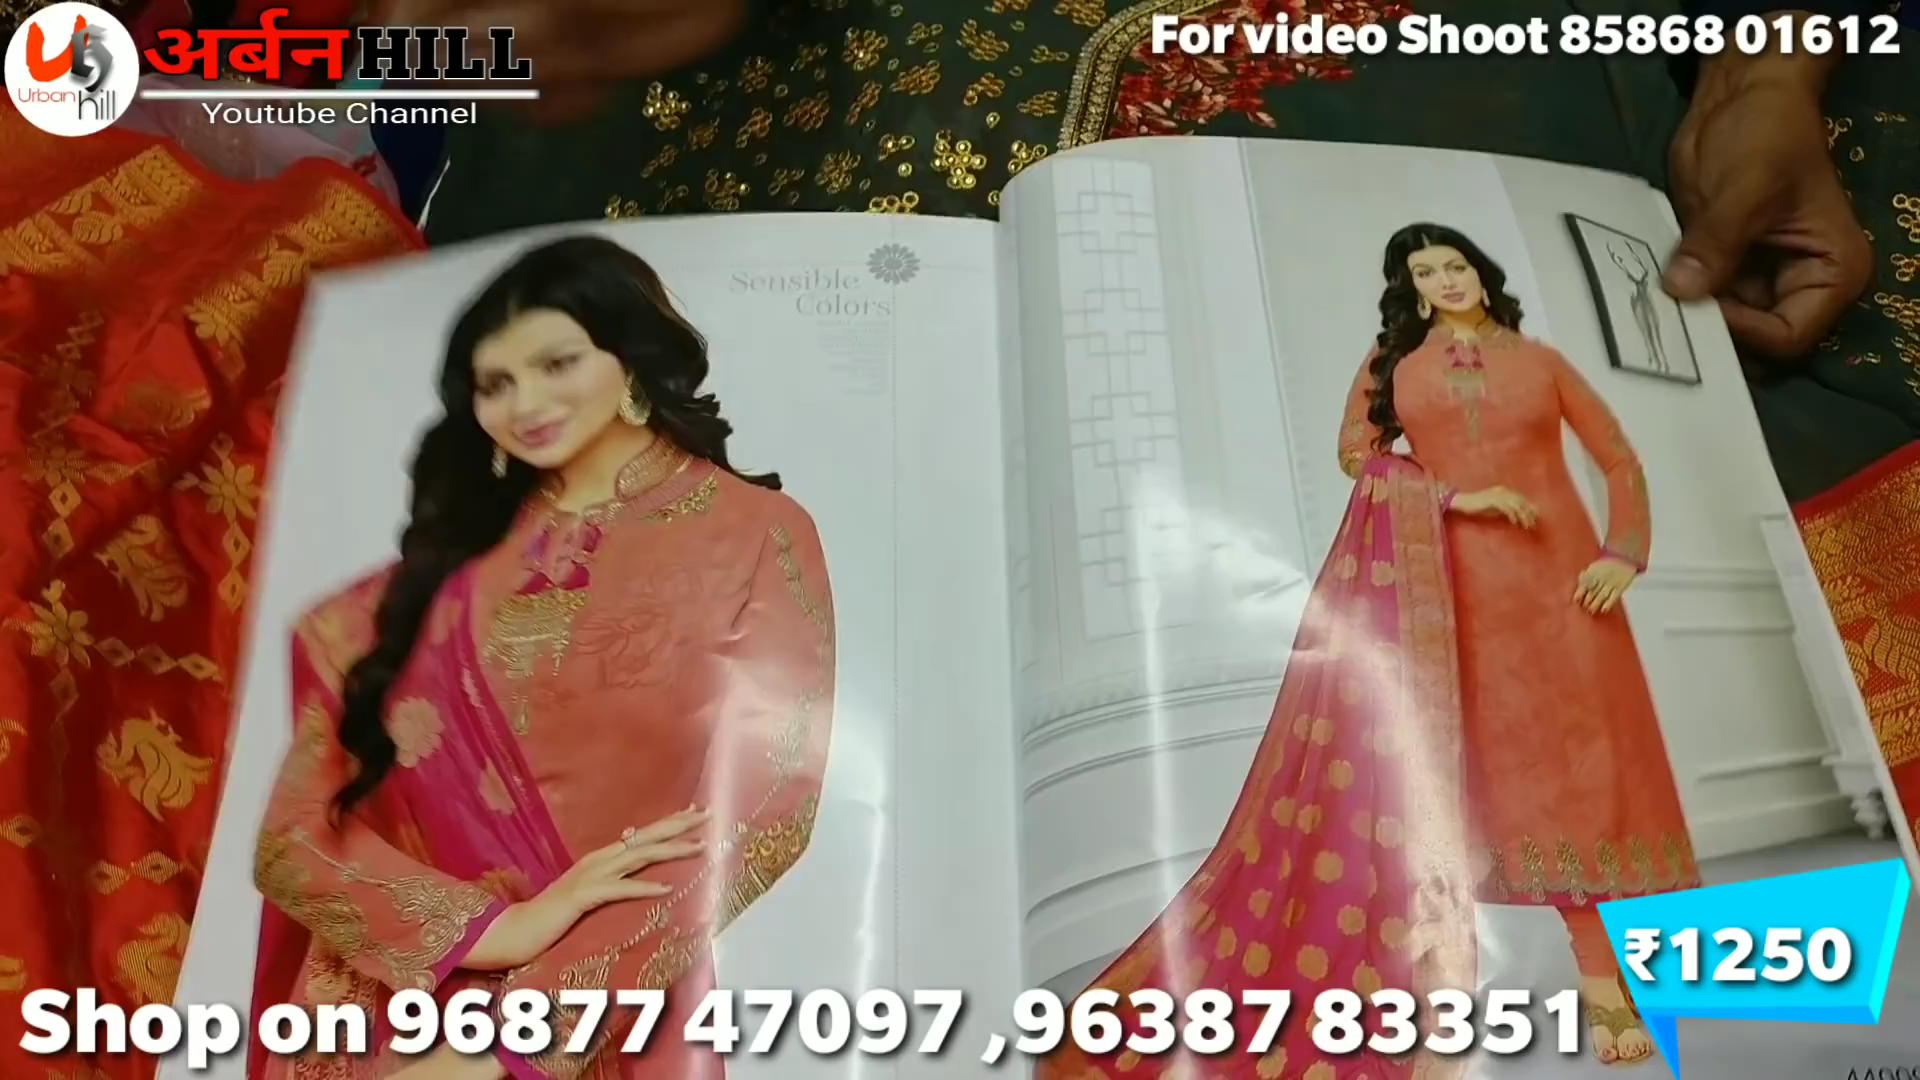 Urban
hill
अर्बन HILL
Youtube Channel
For video Shoot 85868 01612
Sensible
Colors
₹1250
Shop on 96877 47097 ,96387 83351